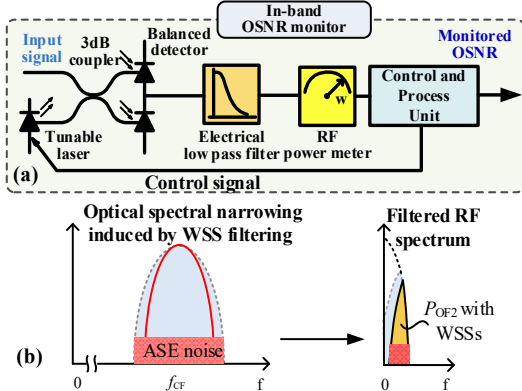 In-band
OSNR monitor
Input
signal
3dB
coupler
Balanced
detector
Monitored
OSNR
w
Control and
Process
Unit
Tunable
laser
Electrical
low pass filter
RF
power meter
(a)
Control signal
Optical spectral narrowing
induced by WSS filtering
Filtered RF
spectrum
P_OF2 with
WSSs
ASE noise
(b)
0
f_CF
f
0
f